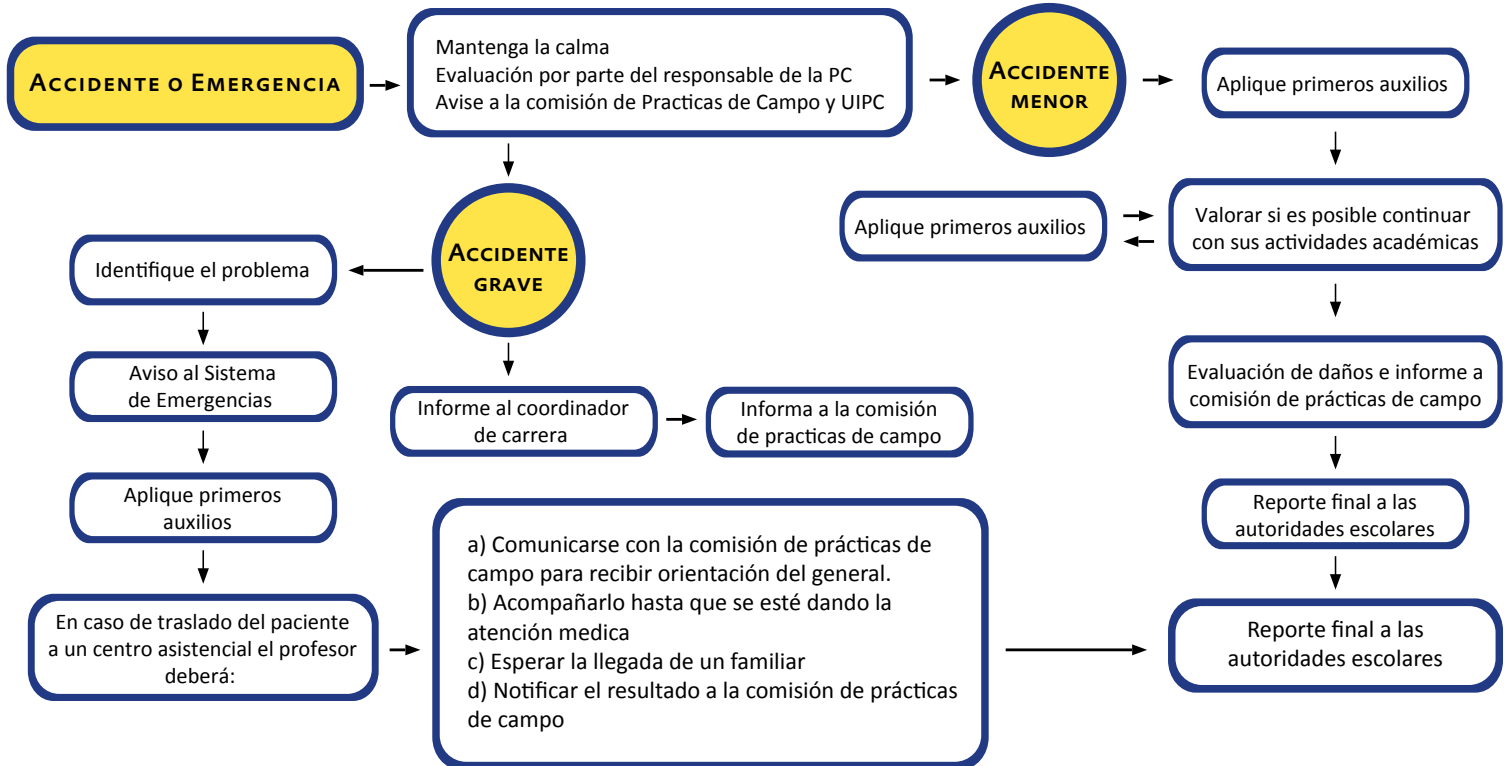 ACCIDENTE O EMERGENCIA
Mantenga la calma
Evaluación por parte del responsable de la PC
Avise a la comisión de Practicas de Campo y UIPC
ACCIDENTE
MENOR
Aplique primeros auxilios
Aplique primeros auxilios
Valorar si es posible continuar
con sus actividades académicas
ACCIDENTE
GRAVE
Identifique el problema
Aviso al Sistema
de Emergencias
Informe al coordinador
de carrera
Informa a la comisión
de practicas de campo
Evaluación de daños e informe a
comisión de prácticas de campo
Aplique primeros
auxilios
Reporte final a las
autoridades escolares
En caso de traslado del paciente
a un centro asistencial el profesor
deberá:
a) Comunicarse con la comisión de prácticas de
campo para recibir orientación del general.
b) Acompañarlo hasta que se esté dando la
atención medica
c) Esperar la llegada de un familiar
d) Notificar el resultado a la comisión de prácticas
de campo
Reporte final a las
autoridades escolares